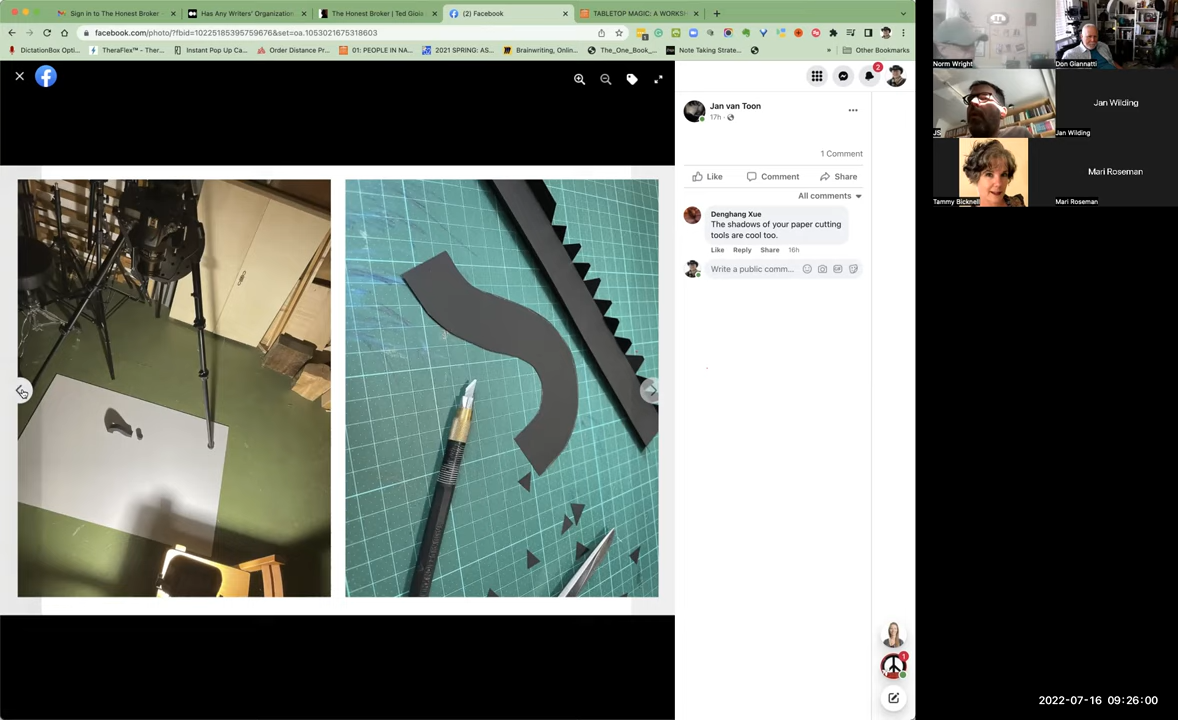 Sign in to The Honest Broker
Has Any Writers' Organization
The Honest Broker | Ted Gioia
(2) Facebook
TABLETOP MAGIC: A WORKSH
facebook.com/photo/?fbid=10225185395759676&set=oa.1053021675318603
DictationBox Opti...
TheraFlex™ – Ther...
Instant Pop Up Ca...
Order Distance Pr...
01: PEOPLE IN NA...
2021 SPRING: AS...
Brainwriting, Onlin...
The_One_Book_...
Note Taking Strate...
»
Other Bookmarks
2
Jan van Toon
17h ·
1 Comment
Like
Comment
Share
All comments
Denghang Xue
The shadows of your paper cutting
tools are cool too.
Like Reply Share 16h
Write a public comm...
1
Norm Wright
Don Giannatti
JS
Jan Wilding
Jan Wilding
Tammy Bicknell
Mari Roseman
Mari Roseman
2022-07-16 09:26:00